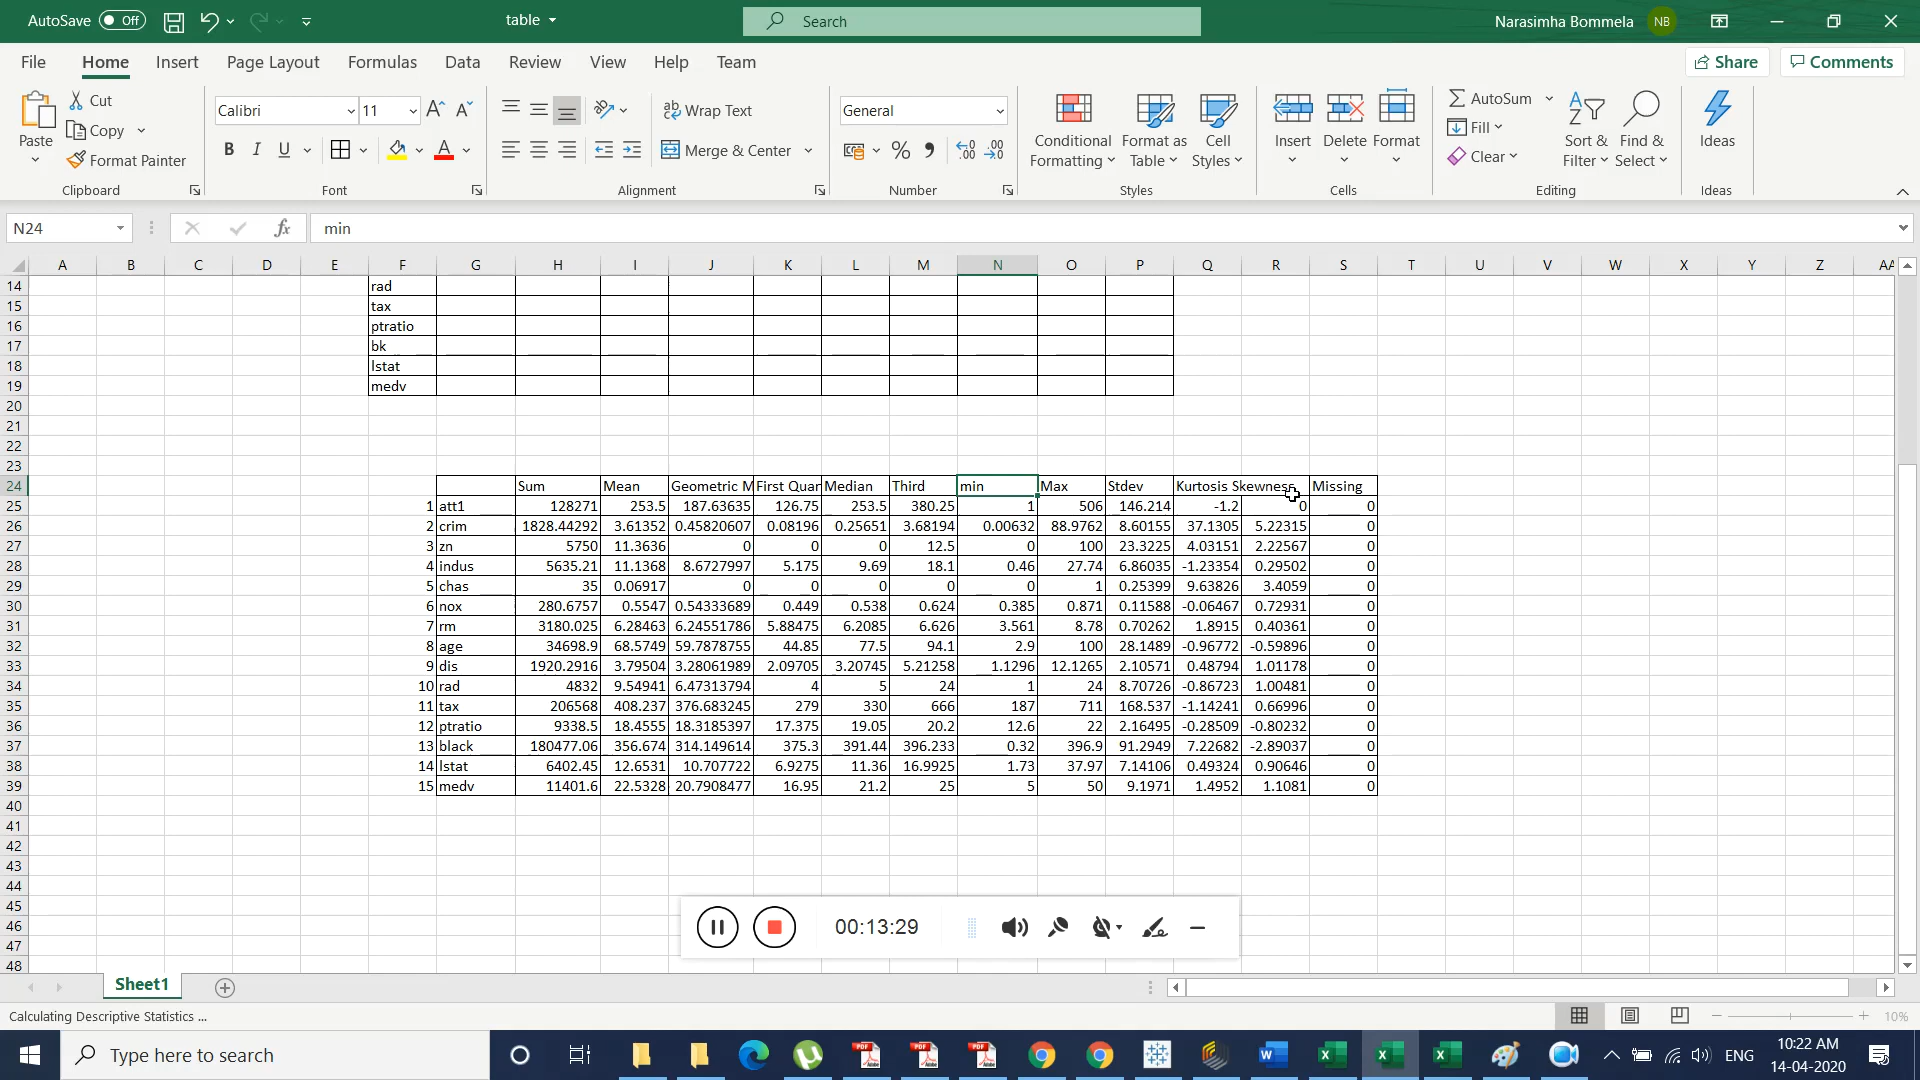 AutoSave Off table Search Narasimha Bommela NB
File Home Insert Page Layout Formulas Data Review View Help Team Share Comments
Paste Cut Copy Format Painter Clipboard
Calibri 11 B I U A Font
ab Wrap Text Merge & Center Alignment
General % Number
Conditional Formatting Format as Table Cell Styles Styles
Insert Delete Format Cells
AutoSum Fill Clear Sort & Filter Find & Select Editing
Ideas Ideas
N24 fx min
A B C D E F G H I J K L M N O P Q R S T U V W X Y Z AA
14 rad
15 tax
16 ptratio
17 bk
18 lstat
19 medv
20
21
22
23
24 Sum Mean Geometric M First Quar Median Third min Max Stdev Kurtosis Skewness Missing
25 1 att1 128271 253.5 187.63635 126.75 253.5 380.25 1 506 146.214 -1.2 0 0
26 2 crim 1828.44292 3.61352 0.45820607 0.08196 0.25651 3.68194 0.00632 88.9762 8.60155 37.1305 5.22315 0
27 3 zn 5750 11.3636 0 0 0 12.5 0 100 23.3225 4.03151 2.22567 0
28 4 indus 5635.21 11.1368 8.6727997 5.175 9.69 18.1 0.46 27.74 6.86035 -1.23354 0.29502 0
29 5 chas 35 0.06917 0 0 0 0 0 1 0.25399 9.63826 3.4059 0
30 6 nox 280.6757 0.5547 0.54333689 0.449 0.538 0.624 0.385 0.871 0.11588 -0.06467 0.72931 0
31 7 rm 3180.025 6.28463 6.24551786 5.88475 6.2085 6.626 3.561 8.78 0.70262 1.8915 0.40361 0
32 8 age 34698.9 68.5749 59.7878755 44.85 77.5 94.1 2.9 100 28.1489 -0.96772 -0.59896 0
33 9 dis 1920.2916 3.79504 3.28061989 2.09705 3.20745 5.21258 1.1296 12.1265 2.10571 0.48794 1.01178 0
34 10 rad 4832 9.54941 6.47313794 4 5 24 1 24 8.70726 -0.86723 1.00481 0
35 11 tax 206568 408.237 376.683245 279 330 666 187 711 168.537 -1.14241 0.66996 0
36 12 ptratio 9338.5 18.4555 18.3185397 17.375 19.05 20.2 12.6 22 2.16495 -0.28509 -0.80232 0
37 13 black 180477.06 356.674 314.149614 375.3 391.44 396.233 0.32 396.9 91.2949 7.22682 -2.89037 0
38 14 lstat 6402.45 12.6531 10.707722 6.9275 11.36 16.9925 1.73 37.97 7.14106 0.49324 0.90646 0
39 15 medv 11401.6 22.5328 20.7908477 16.95 21.2 25 5 50 9.1971 1.4952 1.1081 0
40
41
42
43
44
45
46 00:13:29
47
48
Sheet1
Calculating Descriptive Statistics ... 10%
Type here to search ENG 10:22 AM
14-04-2020